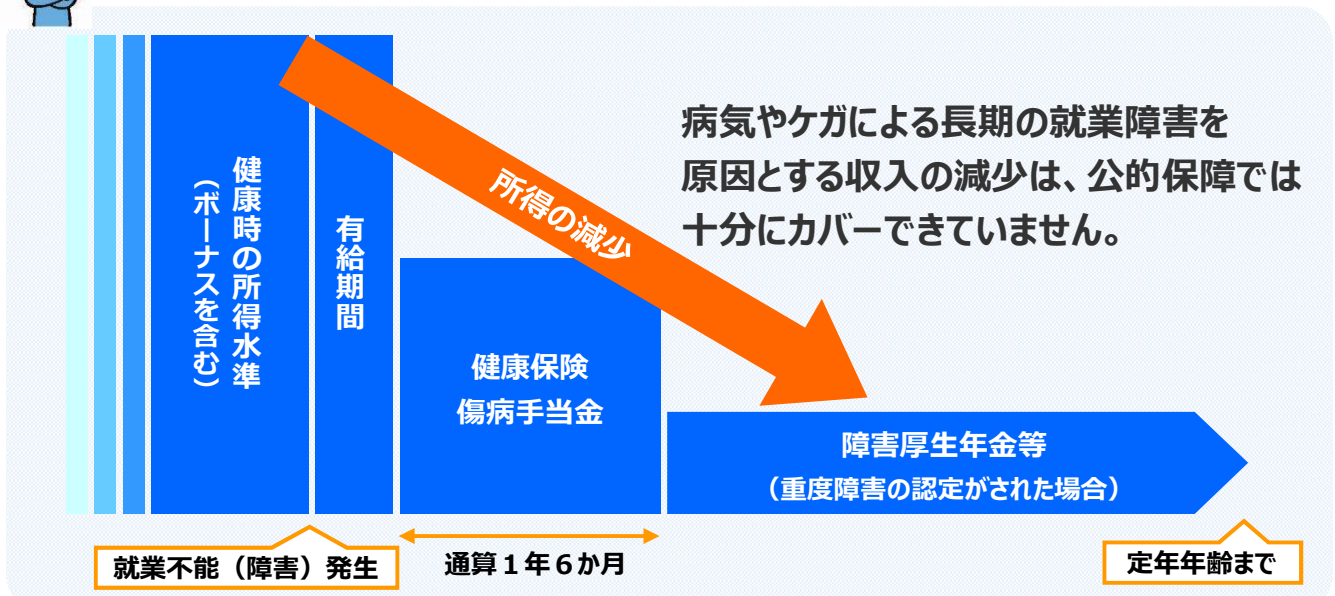 病気やケガによる長期の就業障害を
原因とする収入の減少は、公的保障では
十分にカバーできていません。
健康時の所得水準
（ボーナスを含む）
有給期間
所得の減少
健康保険
傷病手当金
障害厚生年金等
（重度障害の認定がされた場合）
就業不能（障害）発生
通算１年６か月
定年年齢まで